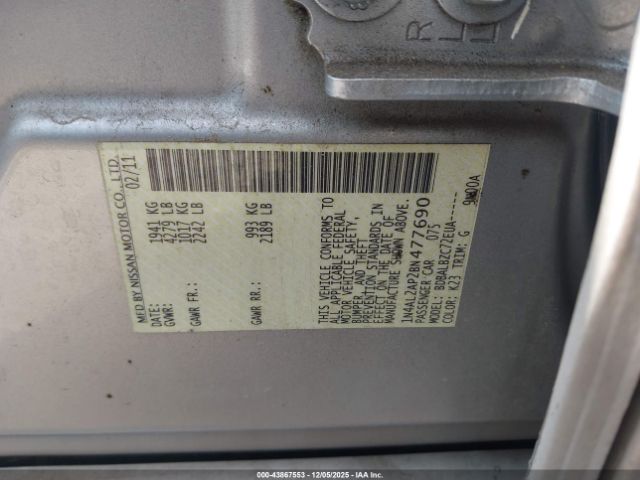 MFD BY NISSAN MOTOR CO., LTD.
DATE: 02/11
GVWR: 1941 KG
4279 LB
GAWR FR: 1017 KG
2242 LB
GAWR RR: 993 KG
2189 LB
THIS VEHICLE CONFORMS TO
ALL APPLICABLE FEDERAL
MOTOR VEHICLE SAFETY,
BUMPER, AND THEFT
PREVENTION STANDARDS IN
EFFECT ON THE DATE OF
MANUFACTURE SHOWN ABOVE.
1N4AL2AP2BN477690
PASSENGER CAR 075
MODEL: BDBALBZC72EUA-----
COLOR: K23 TRIM: G
R
L
000-43867553 - 12/05/2025 - IAAI.COM